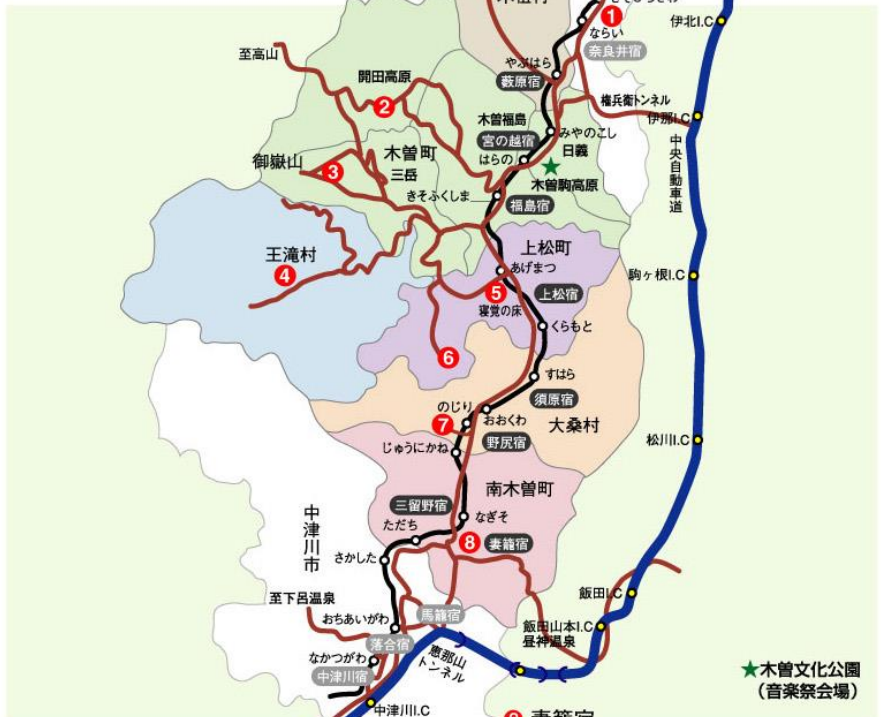 伊北I.C
1
ならい
奈良井宿
至高山
やぶはら
開田高原
藪原宿
2
権兵衛トンネル
伊那I.C
木曽福島
みやのこし
宮の越宿
日義
中央自動車道
木曽町
はらの
御嶽山
3
三岳
木曽駒高原
きそふくしま
福島宿
上松町
王滝村
あげまつ
4
駒ヶ根I.C
5
上松宿
寝覚の床
くらもと
6
すはら
須原宿
のじり
おおくわ
大桑村
7
野尻宿
松川I.C
じゅうにかね
南木曽町
三留野宿
なぎそ
中津川市
ただち
8
妻籠宿
さかした
飯田I.C
至下呂温泉
馬籠宿
おちあいがわ
飯田山本I.C
昼神温泉
落合宿
恵那山
トンネル
なかつがわ
中津川宿
★木曽文化公園
(音楽祭会場)
中津川I.C